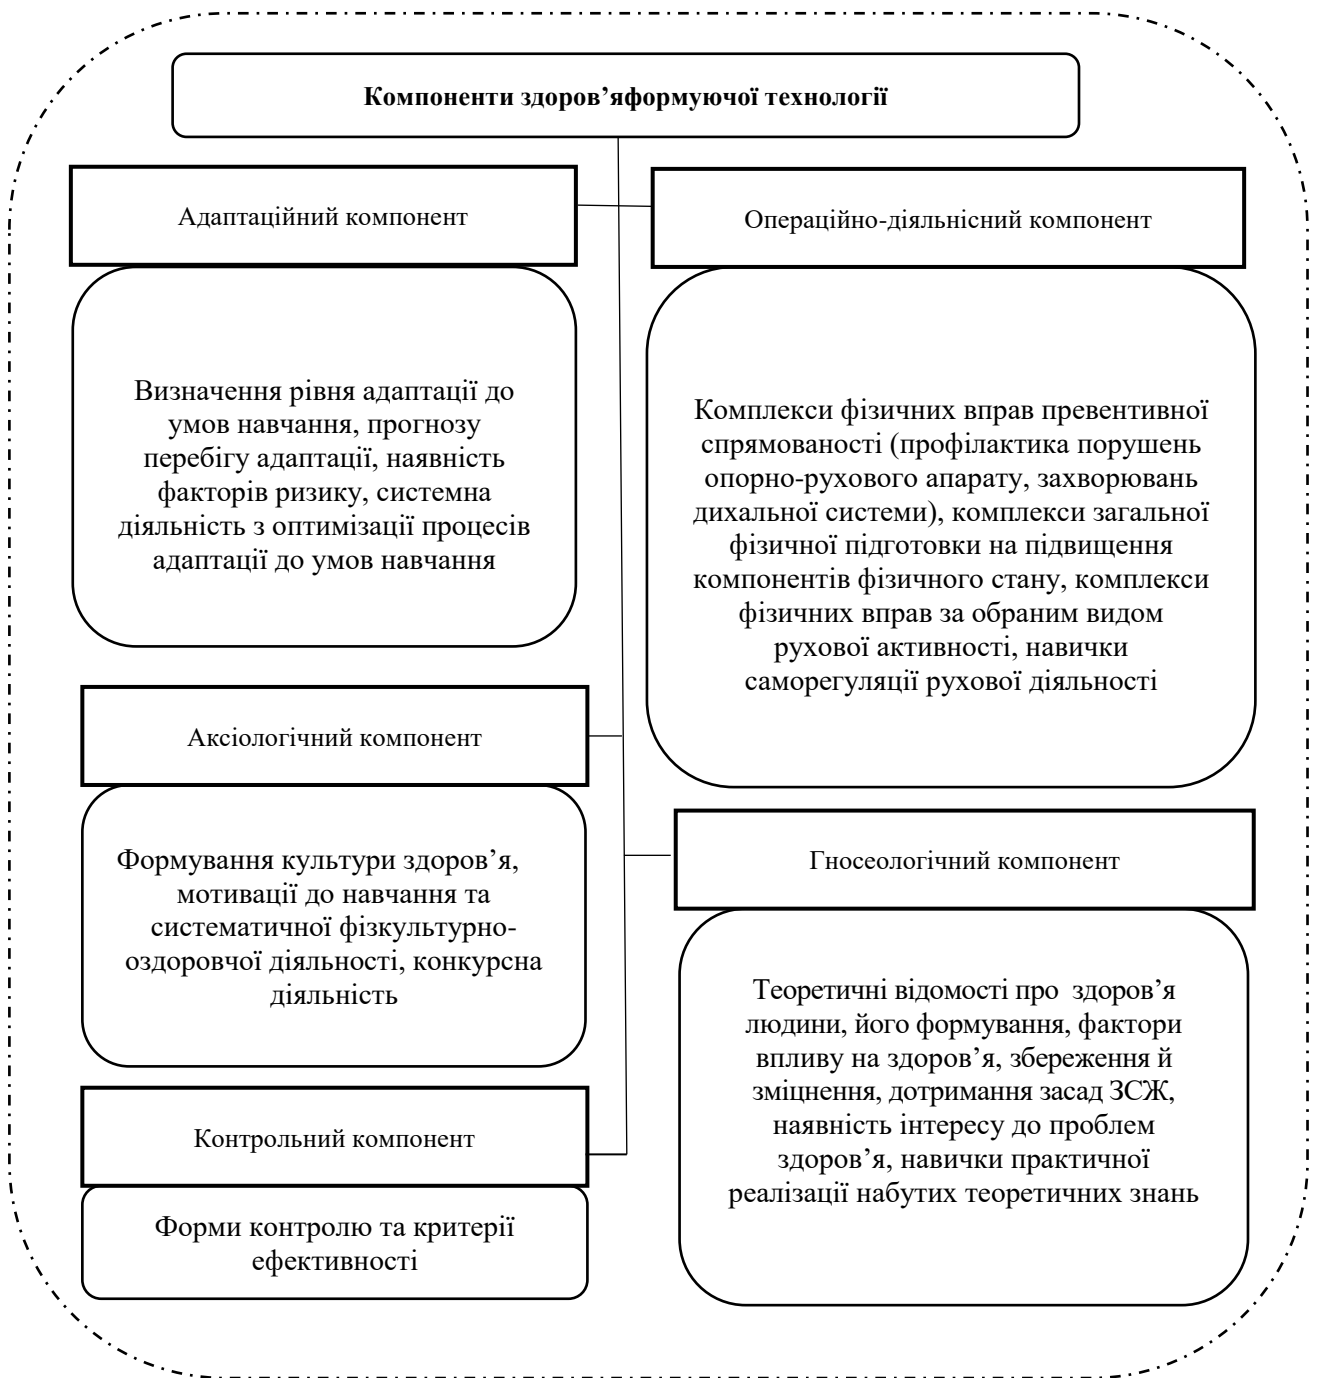 Компоненти здоров’яформуючої технології
Адаптаційний компонент
Визначення рівня адаптації до
умов навчання, прогнозу
перебігу адаптації, наявність
факторів ризику, системна
діяльність з оптимізації процесів
адаптації до умов навчання
Операційно-діяльнісний компонент
Комплекси фізичних вправ превентивної
спрямованості (профілактика порушень
опорно-рухового апарату, захворювань
дихальної системи), комплекси загальної
фізичної підготовки на підвищення
компонентів фізичного стану, комплекси
фізичних вправ за обраним видом
рухової активності, навички
саморегуляції рухової діяльності
Аксіологічний компонент
Формування культури здоров’я,
мотивації до навчання та
систематичної фізкультурно-
оздоровчої діяльності, конкурсна
діяльність
Гносеологічний компонент
Теоретичні відомості про здоров’я
людини, його формування, фактори
впливу на здоров’я, збереження й
зміцнення, дотримання засад ЗСЖ,
наявність інтересу до проблем
здоров’я, навички практичної
реалізації набутих теоретичних знань
Контрольний компонент
Форми контролю та критерії
ефективності